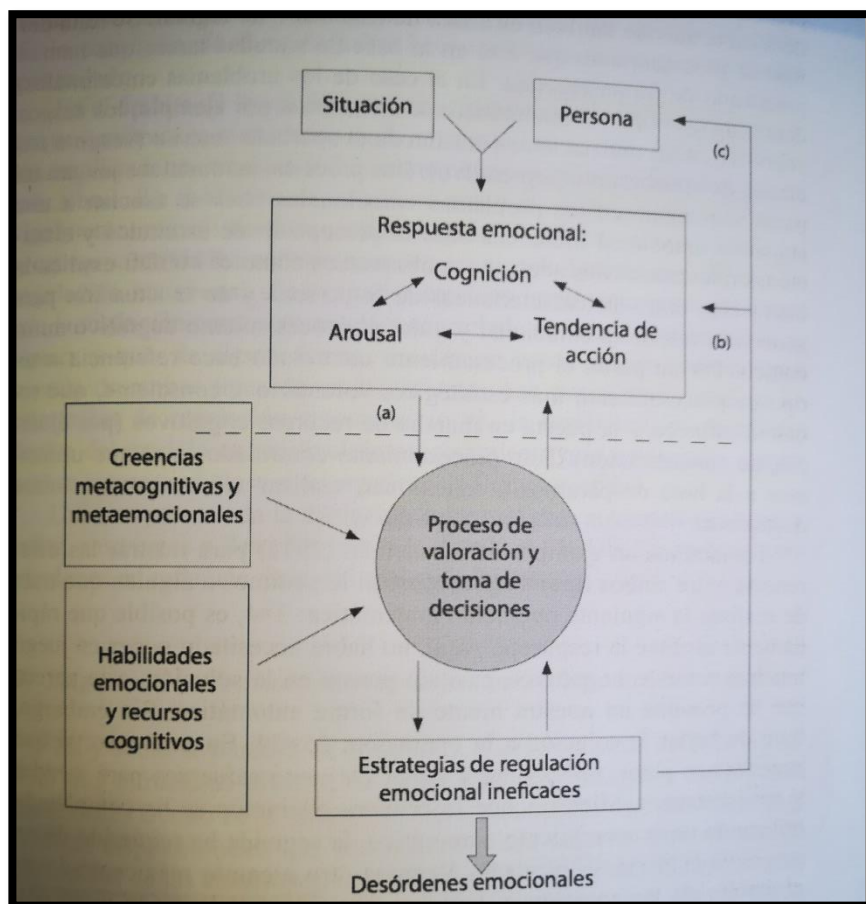 Situación
Persona
(c)
Respuesta emocional:
Cognición
Arousal
Tendencia de
acción
(b)
(a)
Creencias
metacognitivas y
metaemocionales
Proceso de
valoración y
toma de
decisiones
Habilidades
emocionales
y recursos
cognitivos
Estrategias de regulación
emocional ineficaces
Desórdenes emocionales